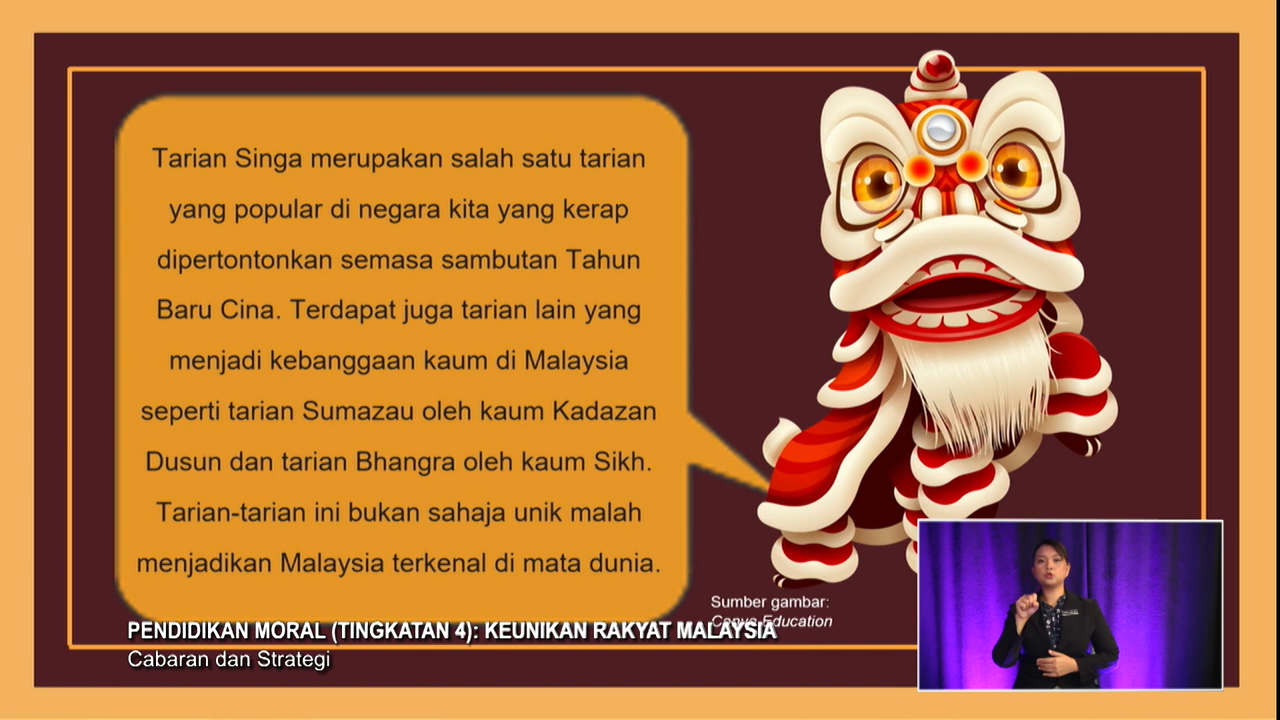 Tarian Singa merupakan salah satu tarian
yang popular di negara kita yang kerap
dipertontonkan semasa sambutan Tahun
Baru Cina. Terdapat juga tarian lain yang
menjadi kebanggaan kaum di Malaysia
seperti tarian Sumazau oleh kaum Kadazan
Dusun dan tarian Bhangra oleh kaum Sikh.
Tarian-tarian ini bukan sahaja unik malah
menjadikan Malaysia terkenal di mata dunia.
Sumber gambar:
Education
PENDIDIKAN MORAL (TINGKATAN 4): KEUNIKAN RAKYAT MALAYSIA
Cabaran dan Strategi